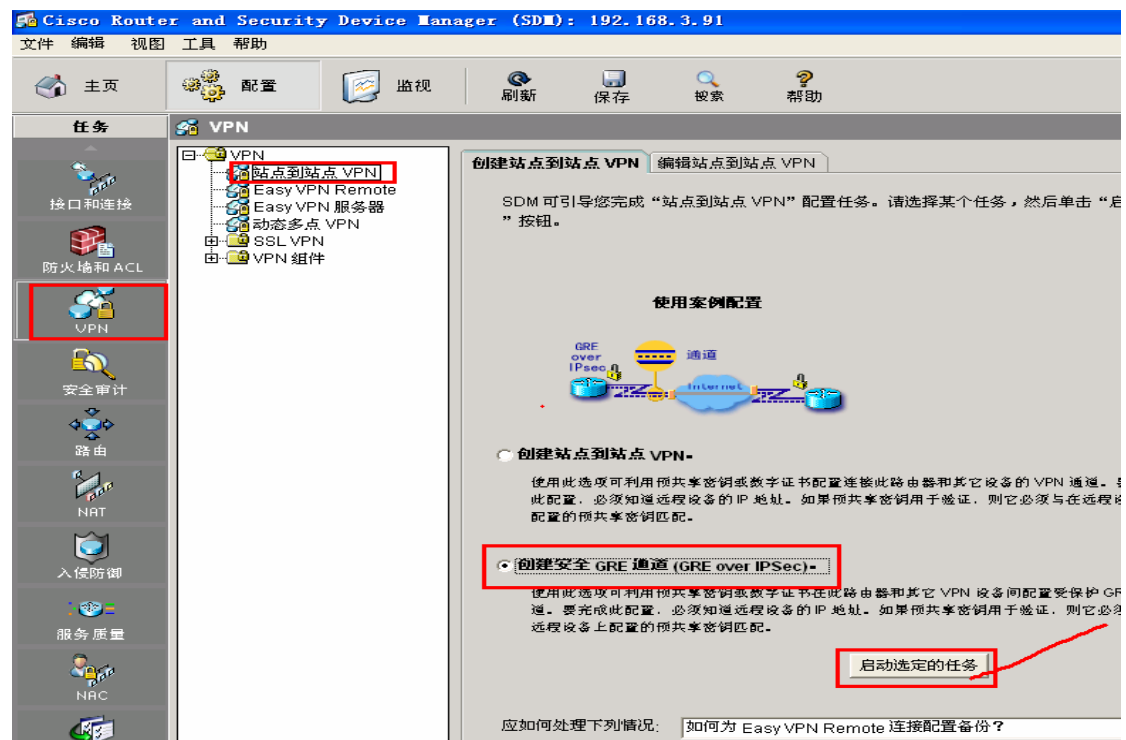 Cisco Router and Security Device Manager (SDM): 192.168.3.91
文件 编辑 视图 工具 帮助
主页 配置 监视 刷新 保存 搜索 帮助
任务
VPN
接口和连接
防火墙和 ACL
VPN
安全审计
路由
NAT
入侵防御
服务质量
NAC
VPN
站点到站点 VPN
Easy VPN Remote
Easy VPN 服务器
动态多点 VPN
SSL VPN
VPN 组件
创建站点到站点 VPN 编辑站点到站点 VPN
SDM 可引导您完成“站点到站点 VPN”配置任务。请选择某个任务，然后单击“启
”按钮。
使用案例配置
GRE
over
IPsec
通道
Internet
创建站点到站点 VPN。
使用此选项可利用预共享密钥或数字证书配置连接此路由器和其它设备的 VPN 通道。
此配置，必须知道远程设备的 IP 地址。如果预共享密钥用于验证，则它必须与在远程设
配置的预共享密钥匹配。
创建安全 GRE 通道 (GRE over IPSec)。
使用此选项可利用预共享密钥或数字证书在此路由器和其它 VPN 设备间配置受保护 GR
道。要完成此配置，必须知道远程设备的 IP 地址。如果预共享密钥用于验证，则它必须
远程设备上配置的预共享密钥匹配。
启动选定的任务
应如何处理下列情况: 如何为 Easy VPN Remote 连接配置备份?